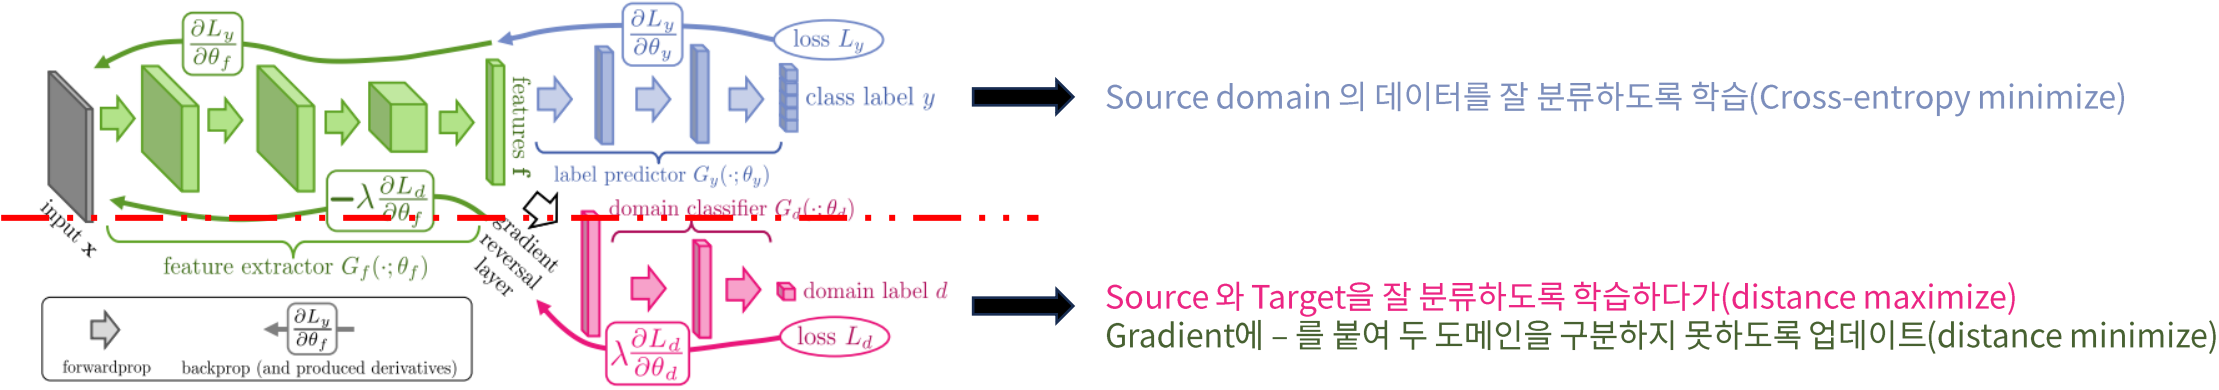 ∂L_y/∂θ_f
∂L_y/∂θ_y
loss L_y
features f
class label y
Source domain 의 데이터를 잘 분류하도록 학습(Cross-entropy minimize)
label predictor G_y(·;θ_y)
−λ ∂L_d/∂θ_f
input x
domain classifier G_d(·;θ_d)
gradient
reversal
layer
feature extractor G_f(·;θ_f)
domain label d
Source 와 Target을 잘 분류하도록 학습하다가(distance maximize)
Gradient에 – 를 붙여 두 도메인을 구분하지 못하도록 업데이트(distance minimize)
loss L_d
λ ∂L_d/∂θ_d
∂L_y/∂θ_f
forwardprop
backprop (and produced derivatives)